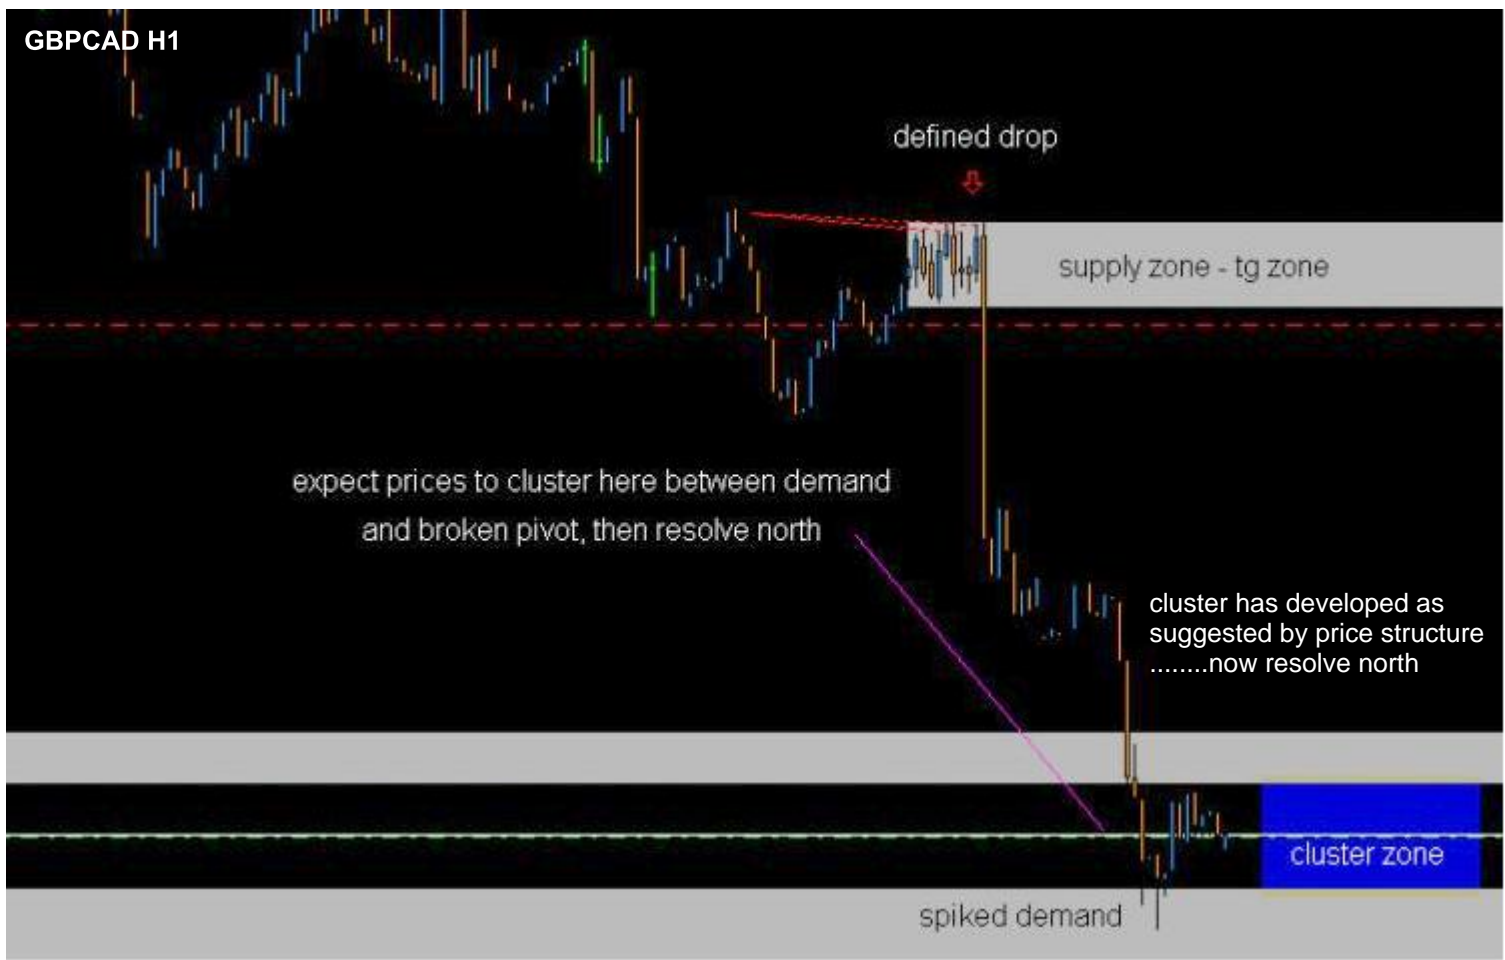 GBPCAD H1
defined drop
supply zone - tg zone
expect prices to cluster here between demand
and broken pivot, then resolve north
cluster has developed as
suggested by price structure
........now resolve north
cluster zone
spiked demand